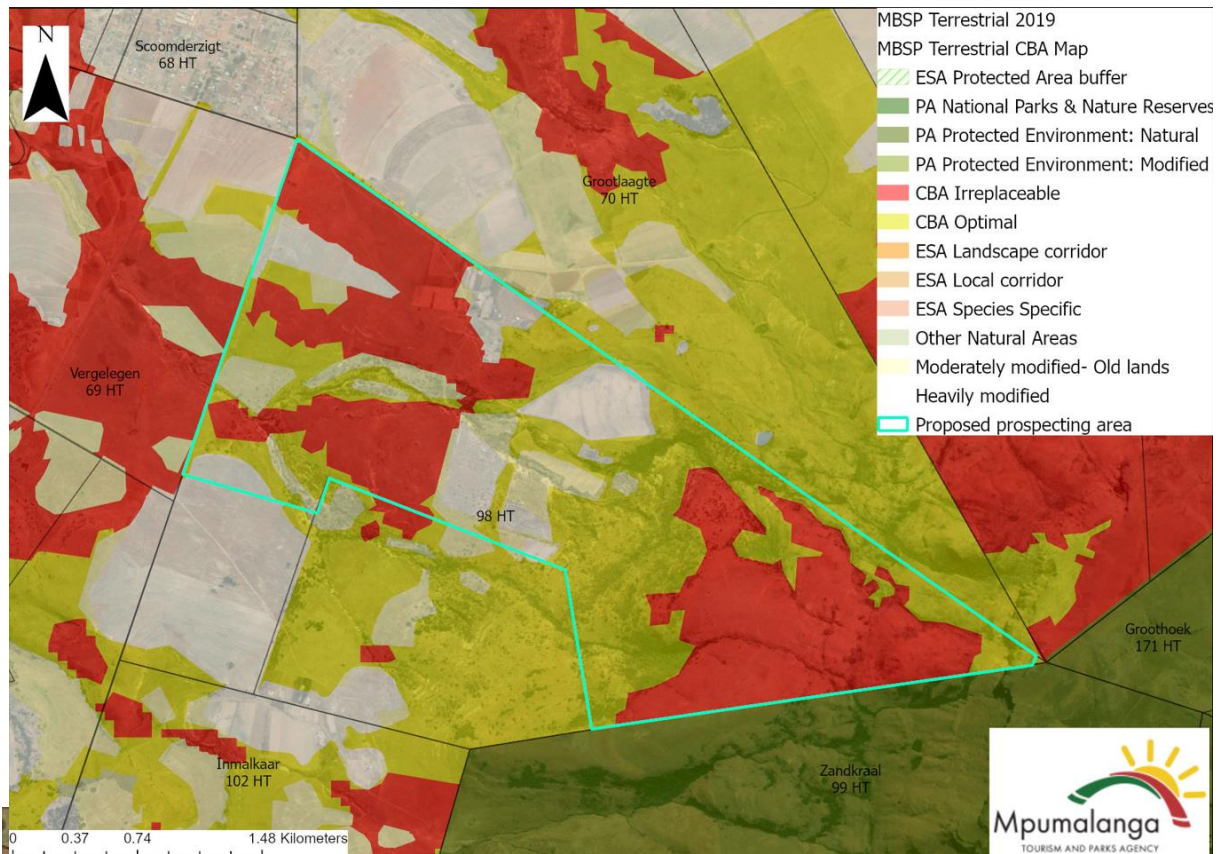 N
Scoomderzigt
68 HT
MBSP Terrestrial 2019
MBSP Terrestrial CBA Map
ESA Protected Area buffer
PA National Parks & Nature Reserves
PA Protected Environment: Natural
PA Protected Environment: Modified
CBA Irreplaceable
CBA Optimal
ESA Landscape corridor
ESA Local corridor
ESA Species Specific
Other Natural Areas
Moderately modified- Old lands
Heavily modified
Proposed prospecting area
Grootlaagte
70 HT
Vergelegen
69 HT
98 HT
Groothoek
171 HT
Inmalkaar
102 HT
Zandkraal
99 HT
0 0.37 0.74 1.48 Kilometers
Mpumalanga
TOURISM AND PARKS AGENCY